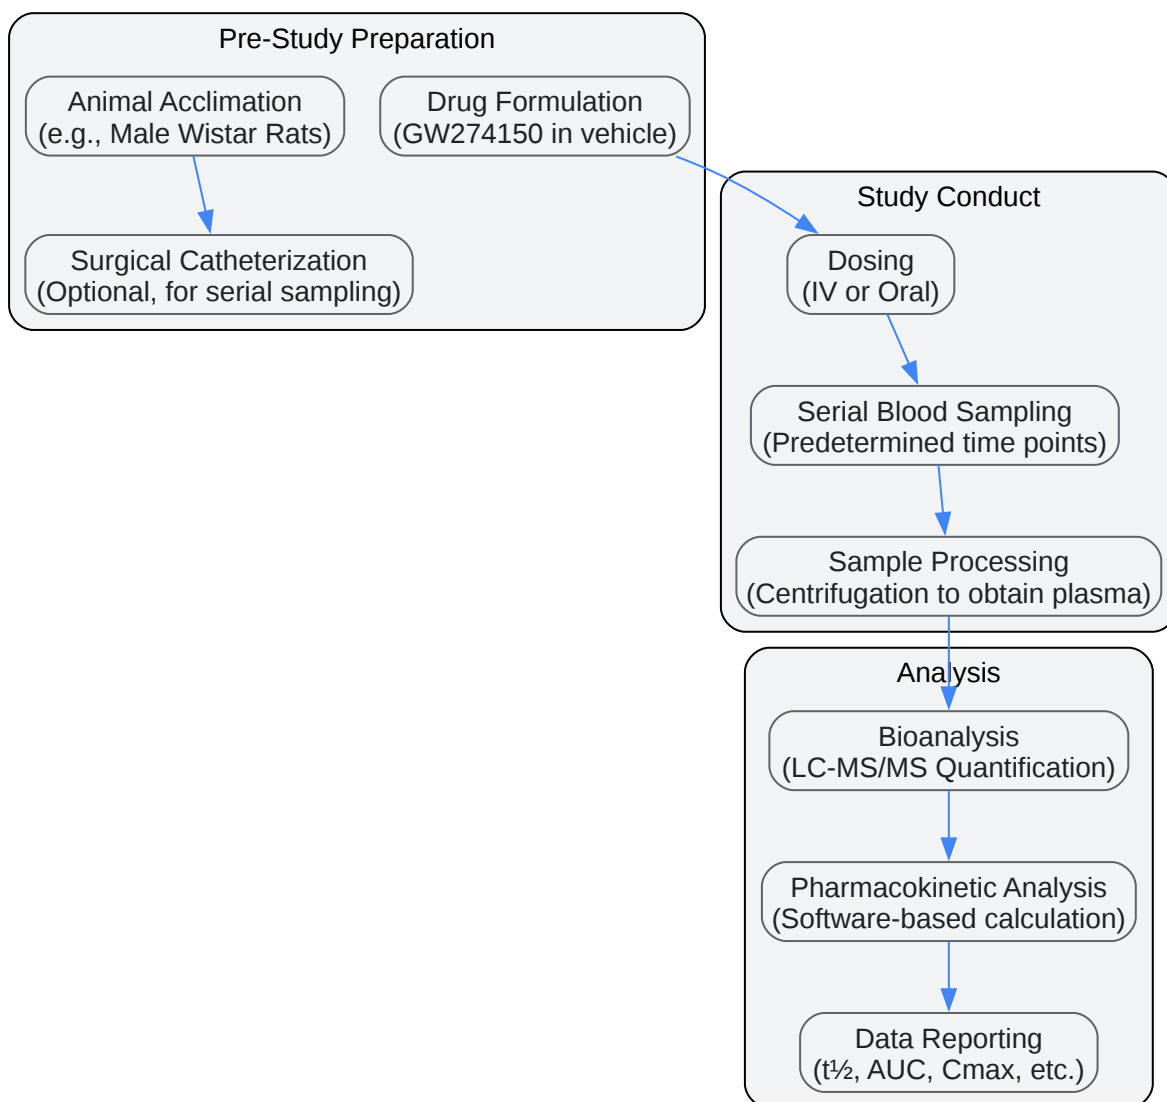 Pre-Study Preparation
Animal Acclimation
(e.g., Male Wistar Rats)
Drug Formulation
(GW274150 in vehicle)
Surgical Catheterization
(Optional, for serial sampling)
Study Conduct
Dosing
(IV or Oral)
Serial Blood Sampling
(Predetermined time points)
Sample Processing
(Centrifugation to obtain plasma)
Analysis
Bioanalysis
(LC-MS/MS Quantification)
Pharmacokinetic Analysis
(Software-based calculation)
Data Reporting
(t½, AUC, Cmax, etc.)